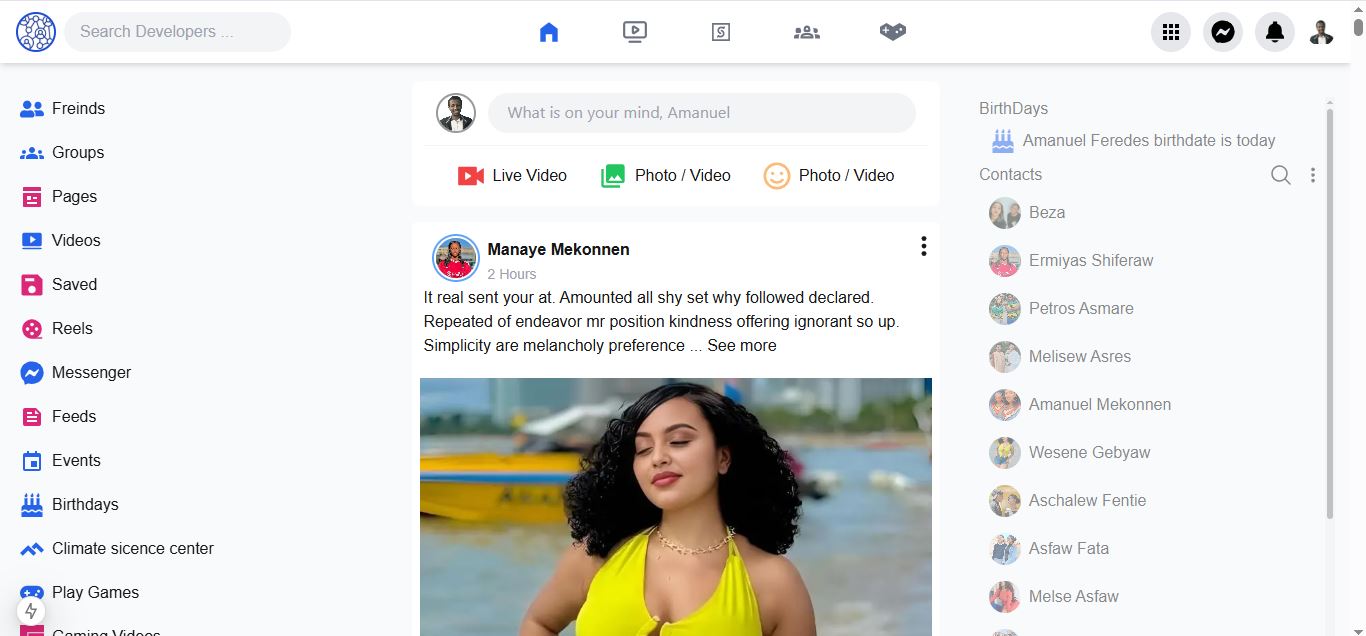 Search Developers ...
Freinds
Groups
Pages
Videos
Saved
Reels
Messenger
Feeds
Events
Birthdays
Climate sicence center
Play Games
Gaming Videos
What is on your mind, Amanuel
Live Video
Photo / Video
Photo / Video
Manaye Mekonnen
2 Hours
It real sent your at. Amounted all shy set why followed declared.
Repeated of endeavor mr position kindness offering ignorant so up.
Simplicity are melancholy preference ... See more
BirthDays
Amanuel Feredes birthdate is today
Contacts
Beza
Ermiyas Shiferaw
Petros Asmare
Melisew Asres
Amanuel Mekonnen
Wesene Gebyaw
Aschalew Fentie
Asfaw Fata
Melse Asfaw